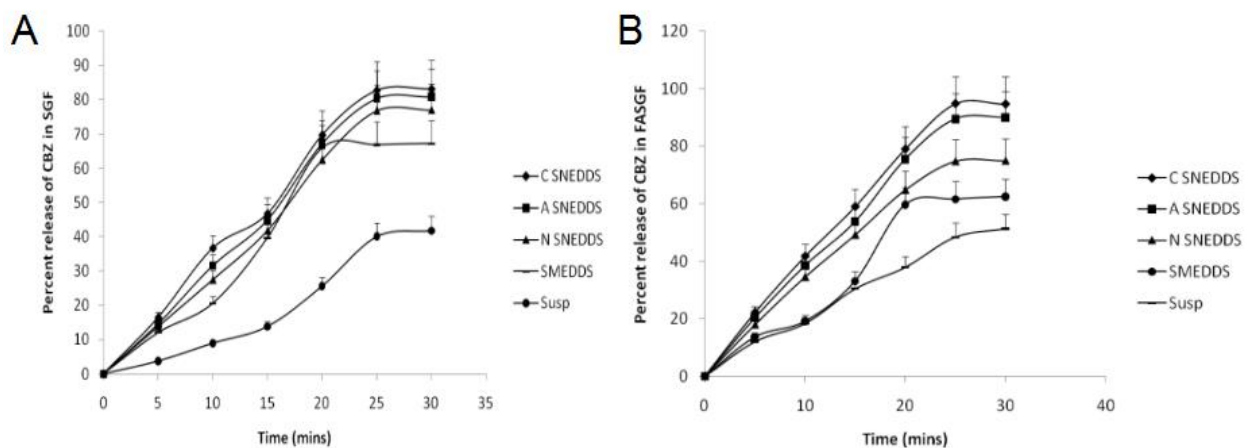 A
Percent release of CBZ in SGF
100
90
80
70
60
50
40
30
20
10
0
0 5 10 15 20 25 30 35
Time (mins)
C SNEDDS
A SNEDDS
N SNEDDS
SMEDDS
Susp
B
Percent release of CBZ in FASGF
120
100
80
60
40
20
0
0 10 20 30 40
Time (mins)
C SNEDDS
A SNEDDS
N SNEDDS
SMEDDS
Susp